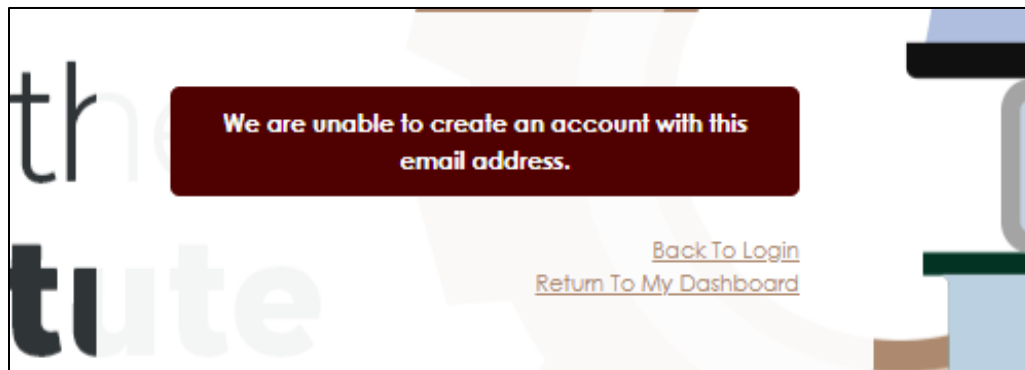 the
We are unable to create an account with this
email address.
Back To Login
Return To My Dashboard
tute